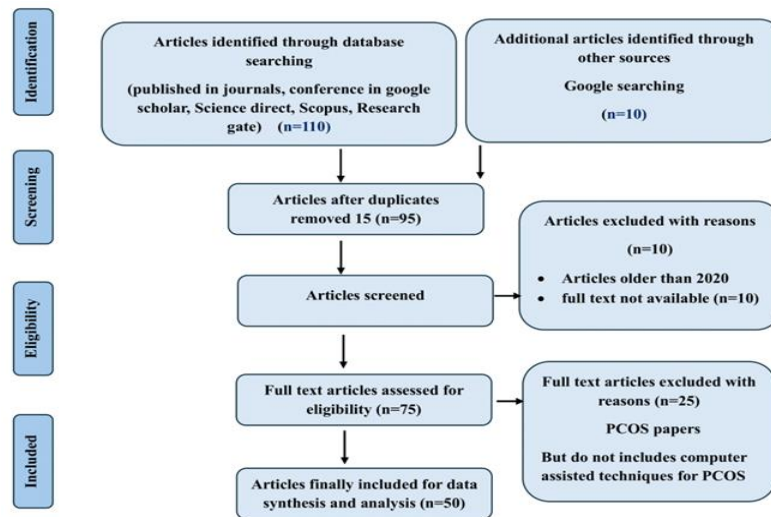 Identification
Articles identified through database
searching
(published in journals, conference in google
scholar, Science direct, Scopus, Research
gate) (n=110)
Additional articles identified through
other sources
Google searching
(n=10)
Screening
Articles after duplicates
removed 15 (n=95)
Articles excluded with reasons
(n=10)
• Articles older than 2020
• full text not available (n=10)
Articles screened
Eligibility
Full text articles assessed for
eligibility (n=75)
Full text articles excluded with
reasons (n=25)
PCOS papers
But do not includes computer
assisted techniques for PCOS
Included
Articles finally included for data
synthesis and analysis (n=50)